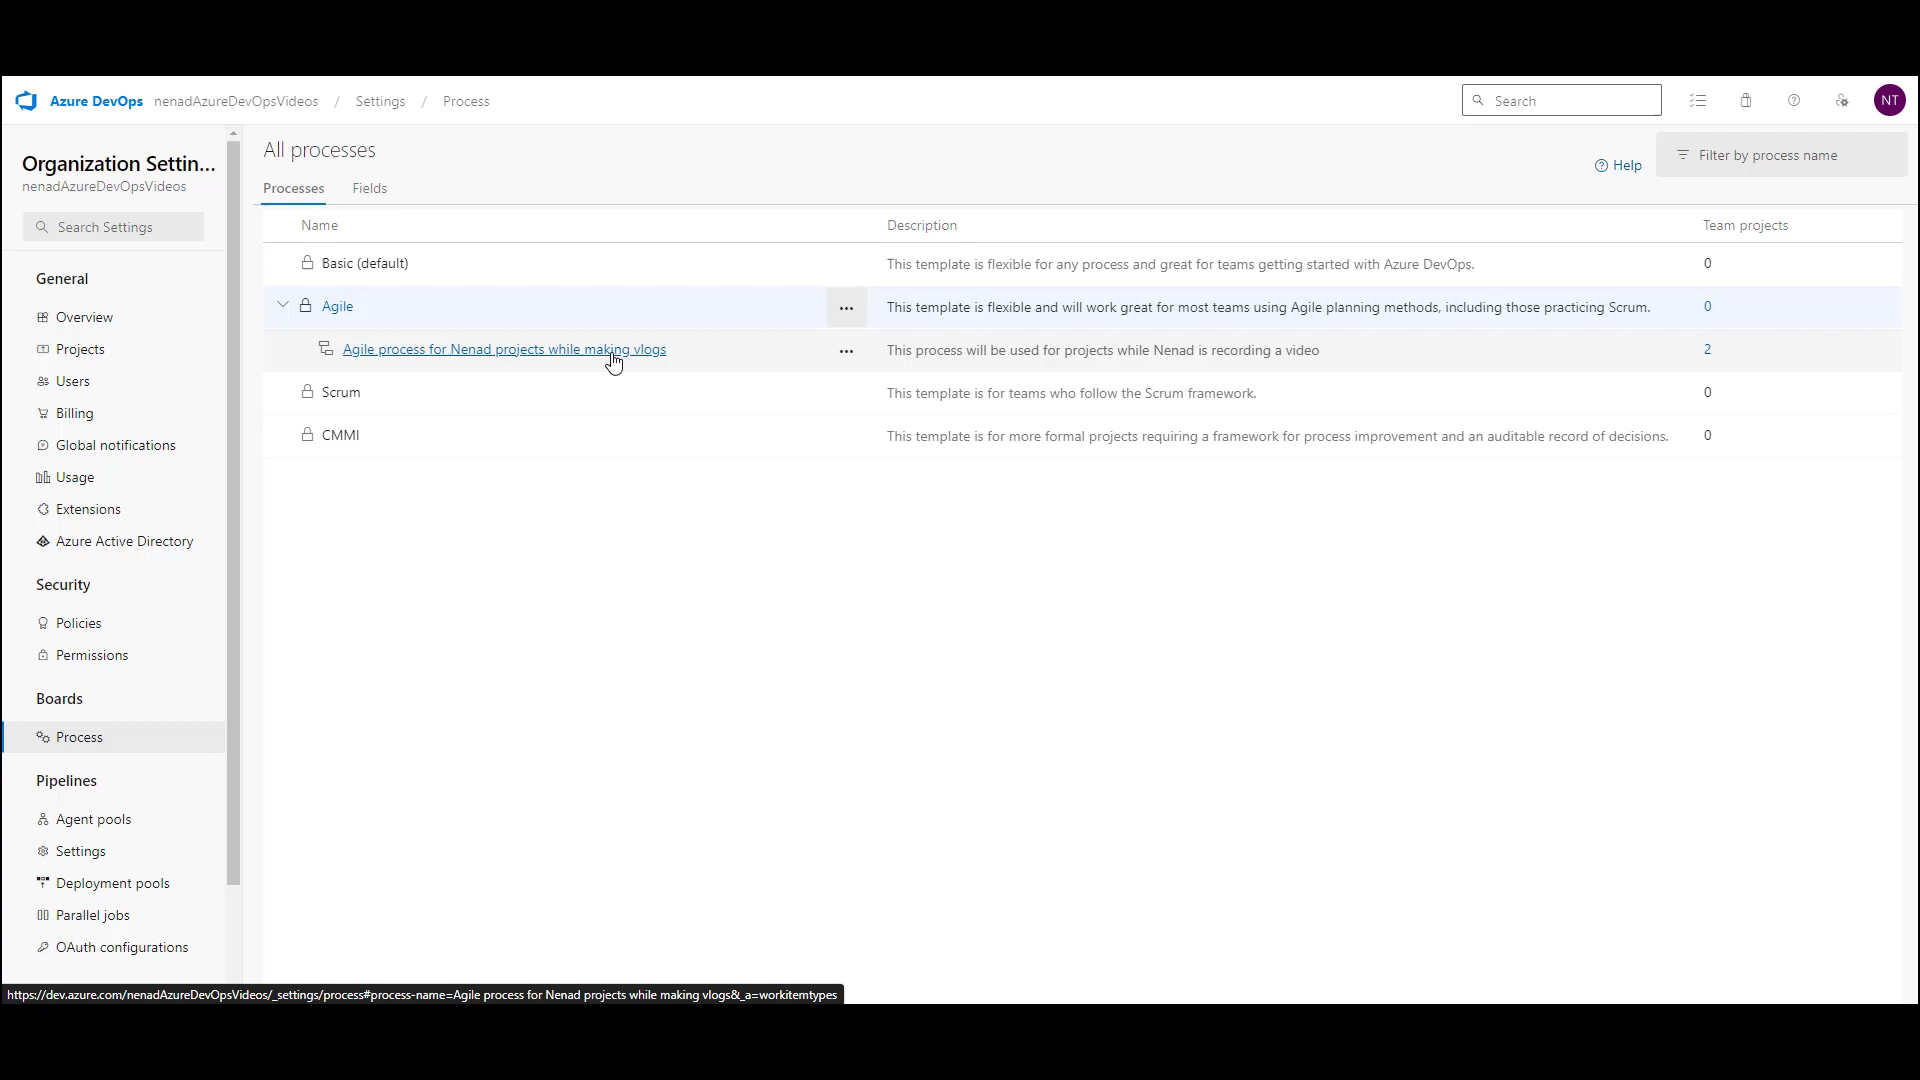 Azure DevOps nenadAzureDevOpsVideos / Settings / Process
Search
NT
Organization Settin...
nenadAzureDevOpsVideos
Search Settings
General
Overview
Projects
Users
Billing
Global notifications
Usage
Extensions
Azure Active Directory
Security
Policies
Permissions
Boards
Process
Pipelines
Agent pools
Settings
Deployment pools
Parallel jobs
OAuth configurations
All processes
Help
Filter by process name
Processes Fields
Name Description Team projects
Basic (default) This template is flexible for any process and great for teams getting started with Azure DevOps. 0
Agile ... This template is flexible and will work great for most teams using Agile planning methods, including those practicing Scrum. 0
Agile process for Nenad projects while making vlogs ... This process will be used for projects while Nenad is recording a video 2
Scrum This template is for teams who follow the Scrum framework. 0
CMMI This template is for more formal projects requiring a framework for process improvement and an auditable record of decisions. 0
https://dev.azure.com/nenadAzureDevOpsVideos/_settings/process#process-name=Agile process for Nenad projects while making vlogs&_a=workitemtypes